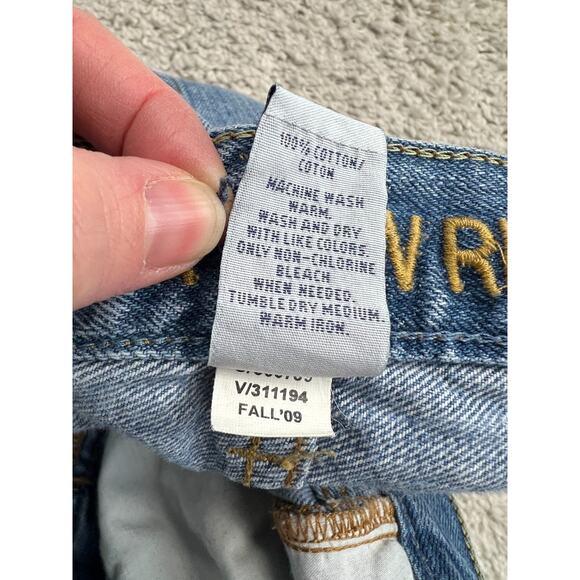 100% COTTON/
COTON
MACHINE WASH
WARM.
WASH AND DRY
WITH LIKE COLORS.
ONLY NON-CHLORINE
BLEACH
WHEN NEEDED.
TUMBLE DRY MEDIUM.
WARM IRON.
V/311194
FALL'09